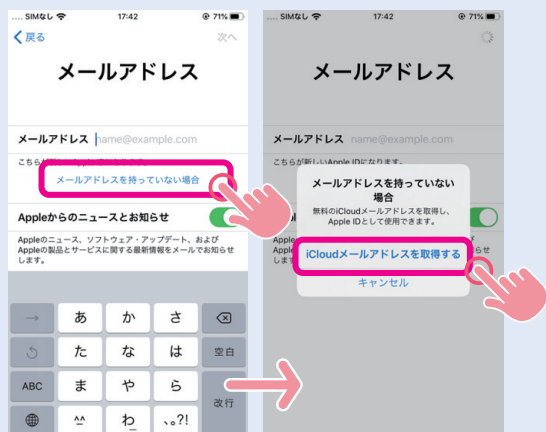 SIMなし 17:42 71%
戻る 次へ
メールアドレス
メールアドレス name@example.com
メールアドレスを持っていない場合
Appleからのニュースとお知らせ
Appleのニュース、ソフトウェア・アップデート、および
Appleの製品とサービスに関する最新情報をメールでお知らせ
します。
→ あ か さ
た な は 空白
ABC ま や ら
改行
^^ わ 、。?!
SIMなし 17:42 71%
メールアドレス
メールアドレス name@example.com
こちらが新しいApple IDになります。
メールアドレスを持っていない
場合
無料のiCloudメールアドレスを取得し、
Apple IDとして使用できます。
iCloudメールアドレスを取得する
キャンセル